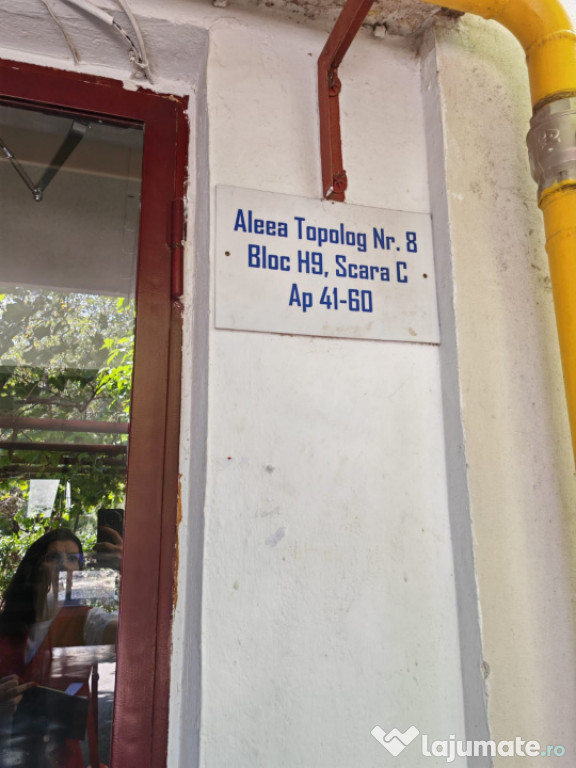 Aleea Topolog Nr. 8
Bloc H9, Scara C
Ap 41-60
lajumate.ro